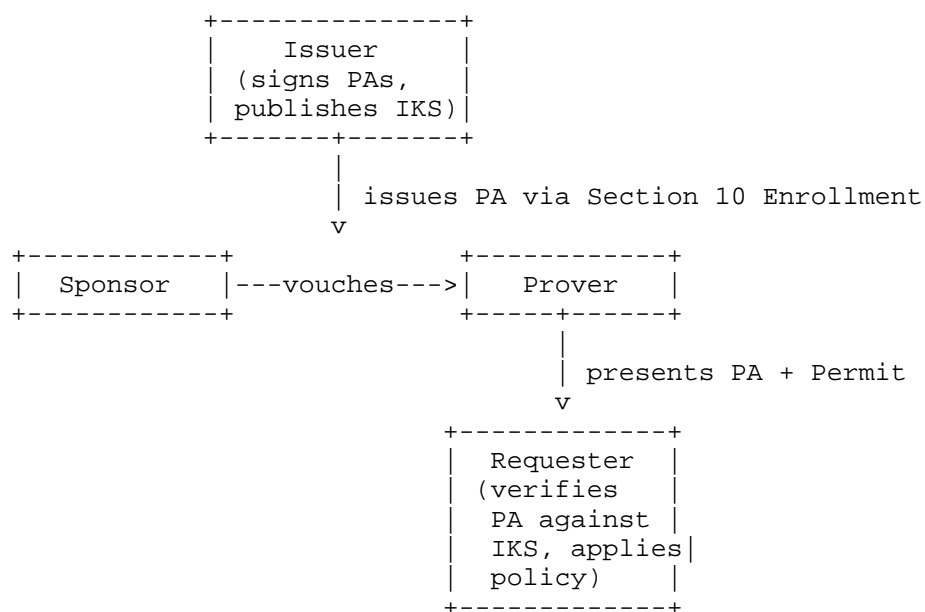 Issuer
(signs PAs,
publishes IKS)
issues PA via Section 10 Enrollment
v
Sponsor ---vouches---> Prover
presents PA + Permit
v
Requester
(verifies
PA against
IKS, applies
policy)